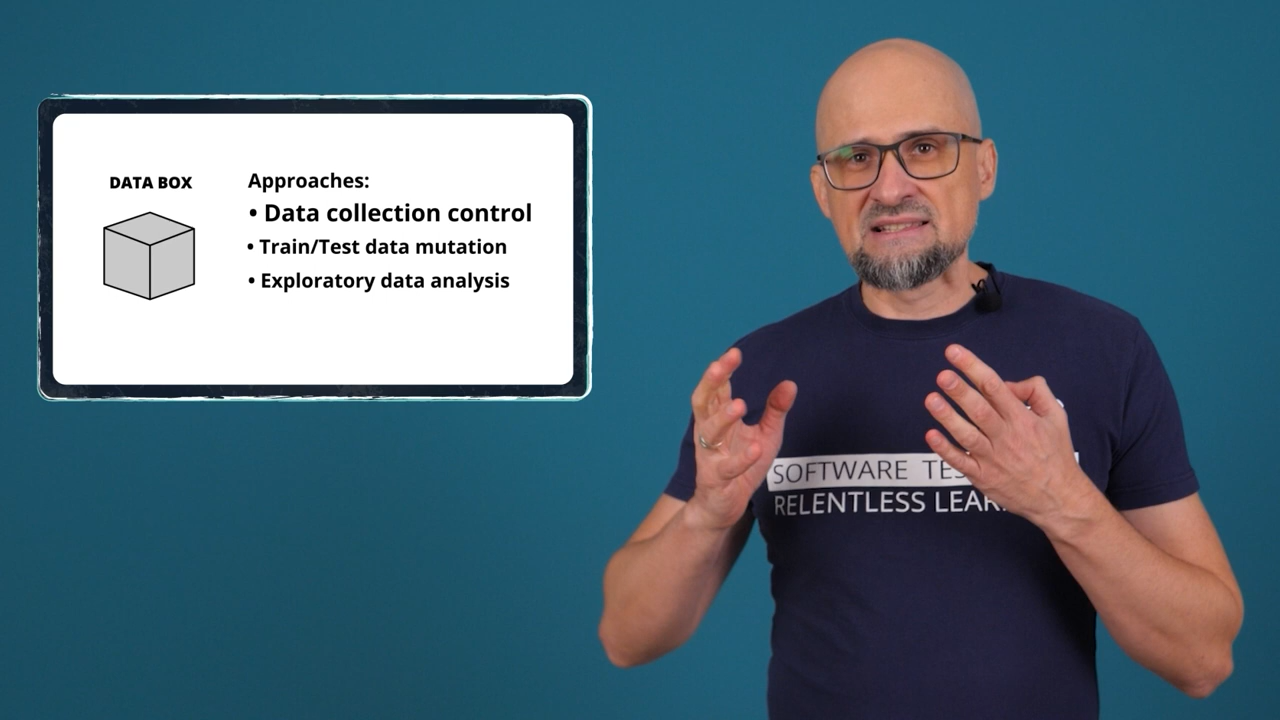 DATA BOX
Approaches:
• Data collection control
• Train/Test data mutation
• Exploratory data analysis
SOFTWARE
RELENTLESS